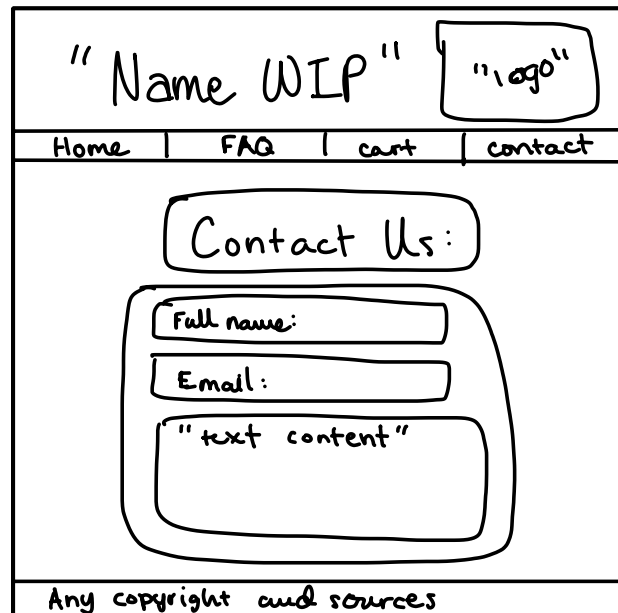 "Name WIP" "logo"
Home | FAQ | cart | contact
Contact Us:
Full name:
Email:
"text content"
Any copyright and sources